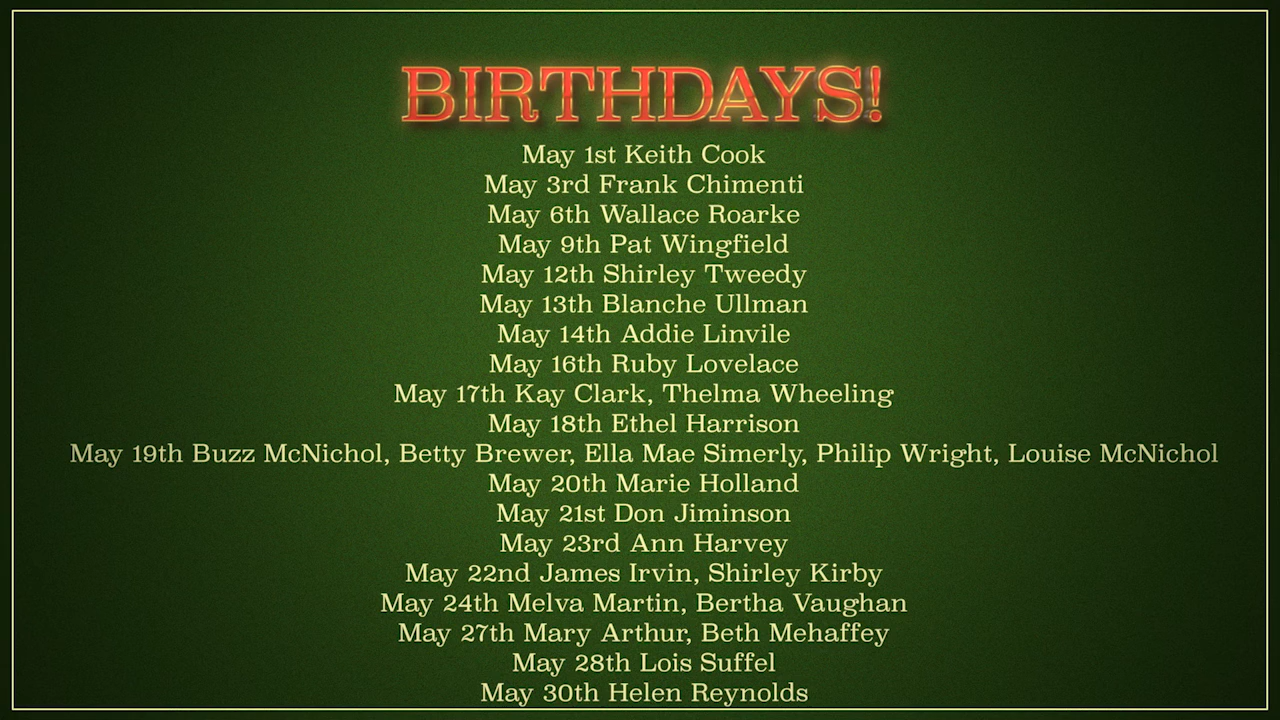 BIRTHDAYS!
May 1st Keith Cook
May 3rd Frank Chimenti
May 6th Wallace Roarke
May 9th Pat Wingfield
May 12th Shirley Tweedy
May 13th Blanche Ullman
May 14th Addie Linvile
May 16th Ruby Lovelace
May 17th Kay Clark, Thelma Wheeling
May 18th Ethel Harrison
May 19th Buzz McNichol, Betty Brewer, Ella Mae Simerly, Philip Wright, Louise McNichol
May 20th Marie Holland
May 21st Don Jiminson
May 23rd Ann Harvey
May 22nd James Irvin, Shirley Kirby
May 24th Melva Martin, Bertha Vaughan
May 27th Mary Arthur, Beth Mehaffey
May 28th Lois Suffel
May 30th Helen Reynolds